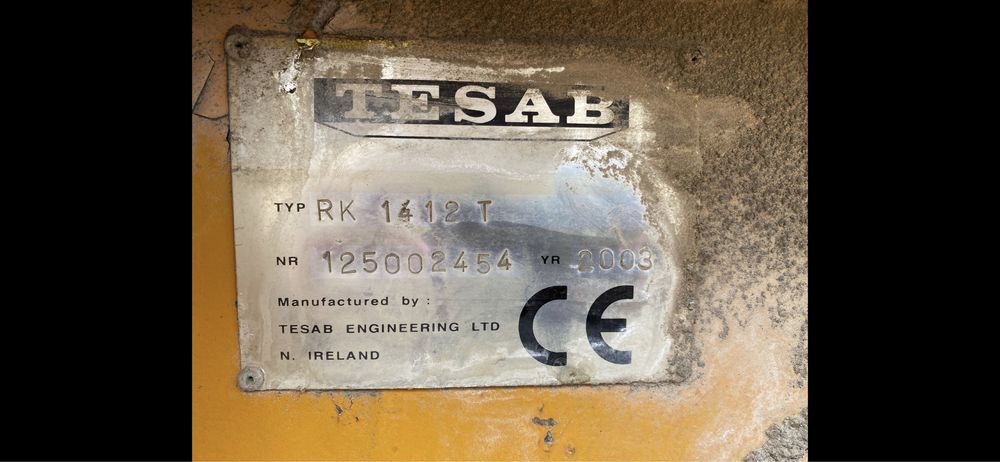 TESAB
TYP RK 1412 T
NR 125002454 YR 2003
Manufactured by :
TESAB ENGINEERING LTD
N. IRELAND
CE